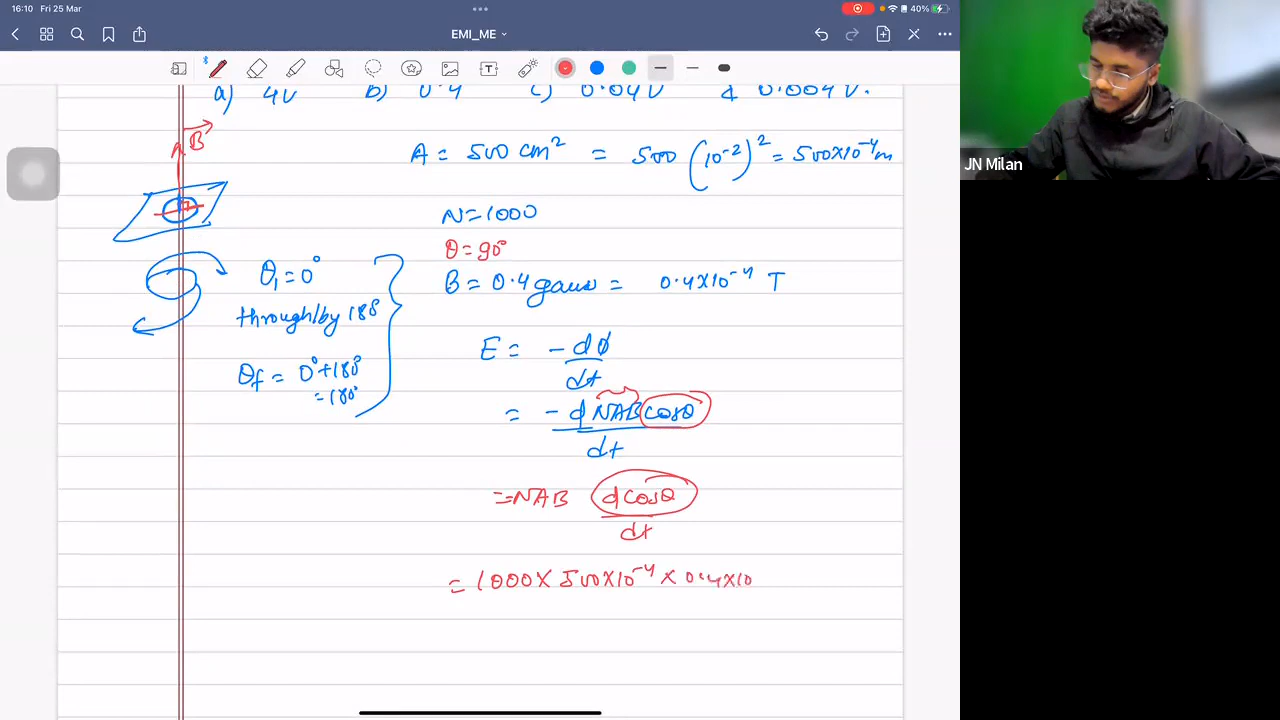 16:10 Fri 25 Mar
40%
EMI_ME
a) 4V b) 0.4 c) 0.04V d 0.004V.
B
A = 500 cm² = 500 (10⁻²)² = 500×10⁻⁴m
N=1000
θ=90°
B = 0.4 gauss = 0.4×10⁻⁴ T
θ₁=0°
through/by 180°
θf = 0°+180°
=180°
E = -dφ/dt
= -dNABcosθ/dt
=NAB dcosθ/dt
= 1000×500×10⁻⁴×0.4×10
JN Milan